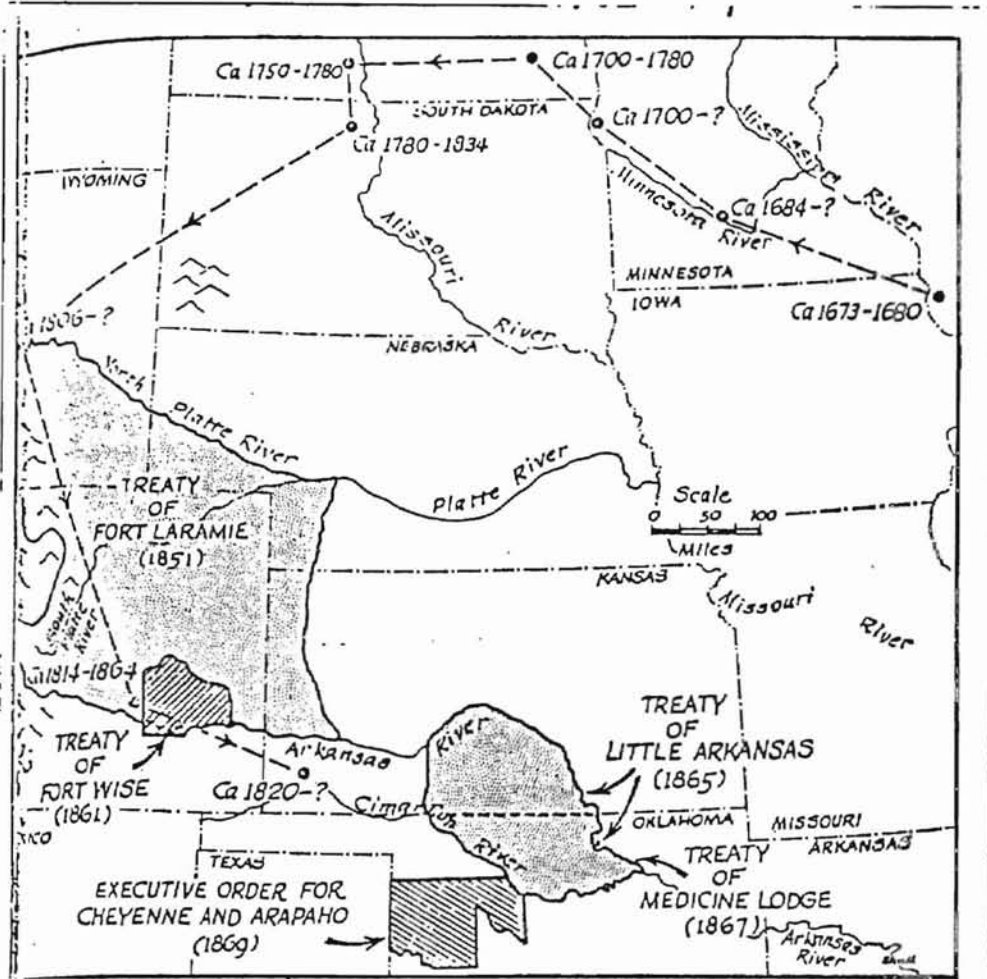 Ca 1750-1780
Ca 1700-1780
SOUTH DAKOTA
Ca 1700-?
Ca 1780-1834
Mississippi
River
WYOMING
Minnesota
River
Ca 1684-?
Missouri
River
MINNESOTA
IOWA
Ca 1673-1680
1806-?
NEBRASKA
North
Platte River
Platte River
TREATY
OF
FORT LARAMIE
(1851)
Scale
0 50 100
Miles
KANSAS
Missouri
River
South
Platte
River
Ca 1814-1864
TREATY
OF
FORT WISE
(1861)
Arkansas
River
TREATY
OF
LITTLE ARKANSAS
(1865)
Ca 1820-?
Cimarron
River
OKLAHOMA
MISSOURI
ARKANSAS
XICO
TEXAS
TREATY
OF
MEDICINE LODGE
(1867)
EXECUTIVE ORDER FOR
CHEYENNE AND ARAPAHO
(1869)
Arkansas
River